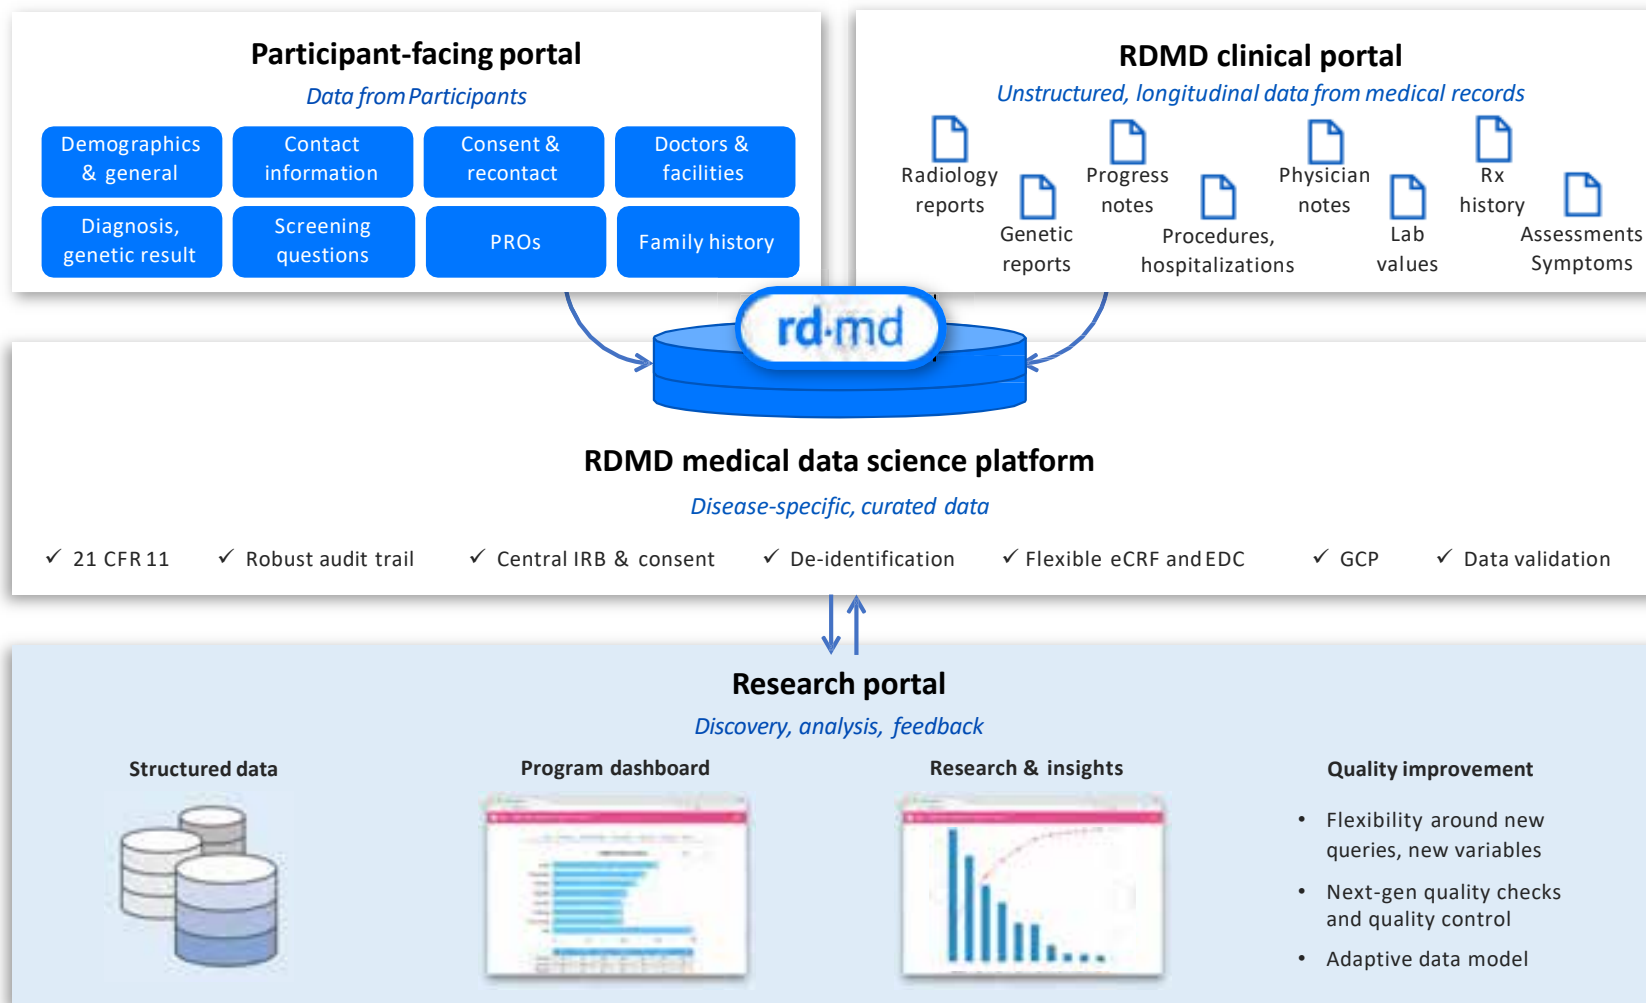 Participant-facing portal
Data from Participants
Demographics
& general
Contact
information
Consent &
recontact
Doctors &
facilities
Diagnosis,
genetic result
Screening
questions
PROs
Family history
RDMD clinical portal
Unstructured, longitudinal data from medical records
Radiology
reports
Genetic
reports
Progress
notes
Procedures,
hospitalizations
Physician
notes
Lab
values
Rx
history
Assessments
Symptoms
rd·md
RDMD medical data science platform
Disease-specific, curated data
✓ 21 CFR 11
✓ Robust audit trail
✓ Central IRB & consent
✓ De-identification
✓ Flexible eCRF and EDC
✓ GCP
✓ Data validation
Research portal
Discovery, analysis, feedback
Structured data
Program dashboard
Research & insights
Quality improvement
• Flexibility around new
queries, new variables
• Next-gen quality checks
and quality control
• Adaptive data model